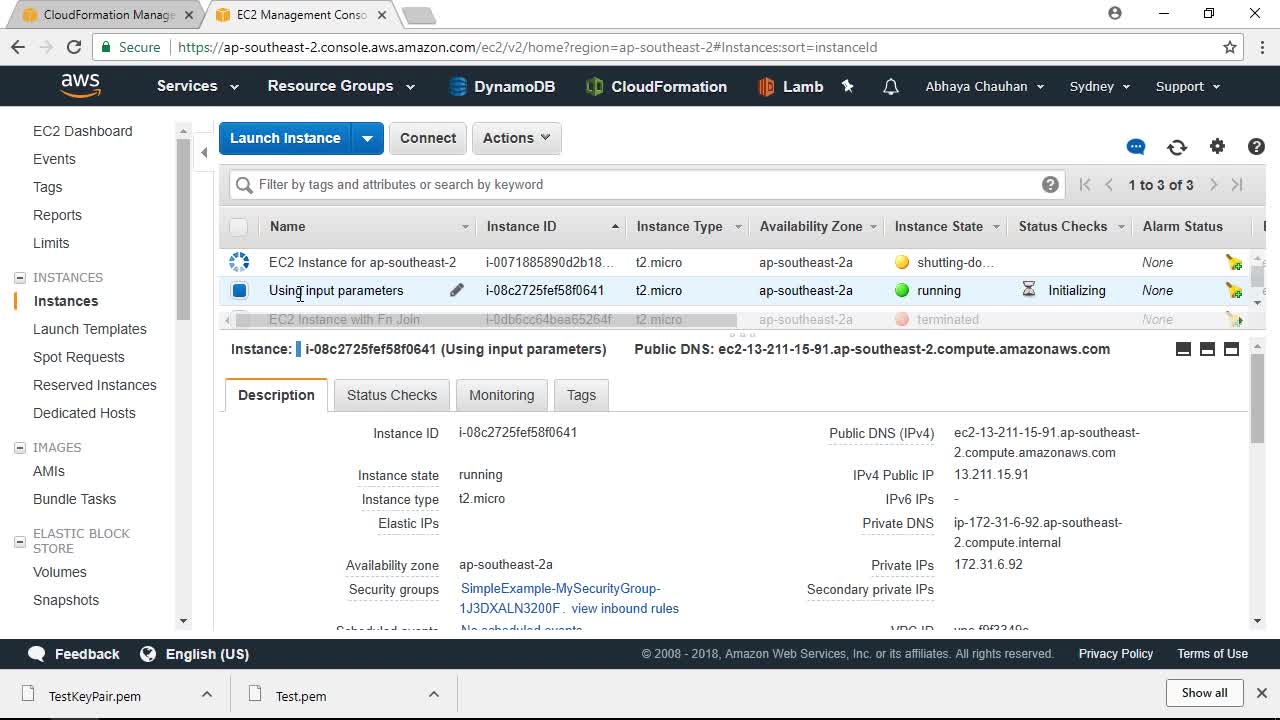 CloudFormation Manage
EC2 Management Conso
Secure
https://ap-southeast-2.console.aws.amazon.com/ec2/v2/home?region=ap-southeast-2#Instances:sort=instanceId
aws
Services
Resource Groups
DynamoDB
CloudFormation
Lamb
Abhaya Chauhan
Sydney
Support
EC2 Dashboard
Events
Tags
Reports
Limits
INSTANCES
Instances
Launch Templates
Spot Requests
Reserved Instances
Dedicated Hosts
IMAGES
AMIs
Bundle Tasks
ELASTIC BLOCK
STORE
Volumes
Snapshots
Launch Instance
Connect
Actions
Filter by tags and attributes or search by keyword
1 to 3 of 3
Name Instance ID Instance Type Availability Zone Instance State Status Checks Alarm Status
EC2 Instance for ap-southeast-2 i-0071885890d2b18... t2.micro ap-southeast-2a shutting-do... None
Using input parameters i-08c2725fef58f0641 t2.micro ap-southeast-2a running Initializing None
EC2 Instance with Fn Join i-0db6cc64bea65264f t2.micro ap-southeast-2a terminated None
Instance: i-08c2725fef58f0641 (Using input parameters) Public DNS: ec2-13-211-15-91.ap-southeast-2.compute.amazonaws.com
Description Status Checks Monitoring Tags
Instance ID i-08c2725fef58f0641
Instance state running
Instance type t2.micro
Elastic IPs
Availability zone ap-southeast-2a
Security groups SimpleExample-MySecurityGroup-
1J3DXALN3200F . view inbound rules
Scheduled events No scheduled events
Public DNS (IPv4) ec2-13-211-15-91.ap-southeast-
2.compute.amazonaws.com
IPv4 Public IP 13.211.15.91
IPv6 IPs -
Private DNS ip-172-31-6-92.ap-southeast-
2.compute.internal
Private IPs 172.31.6.92
Secondary private IPs
VPC ID vpc-f9f3349e
Feedback
English (US)
© 2008 - 2018, Amazon Web Services, Inc. or its affiliates. All rights reserved.
Privacy Policy
Terms of Use
TestKeyPair.pem
Test.pem
Show all